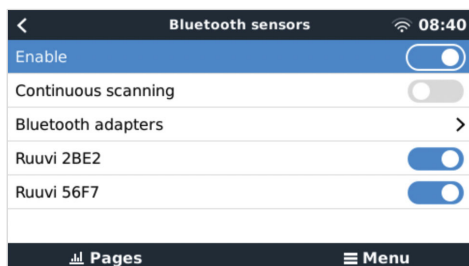 Bluetooth sensors 08:40
Enable
Continuous scanning
Bluetooth adapters
Ruuvi 2BE2
Ruuvi 56F7
Pages Menu